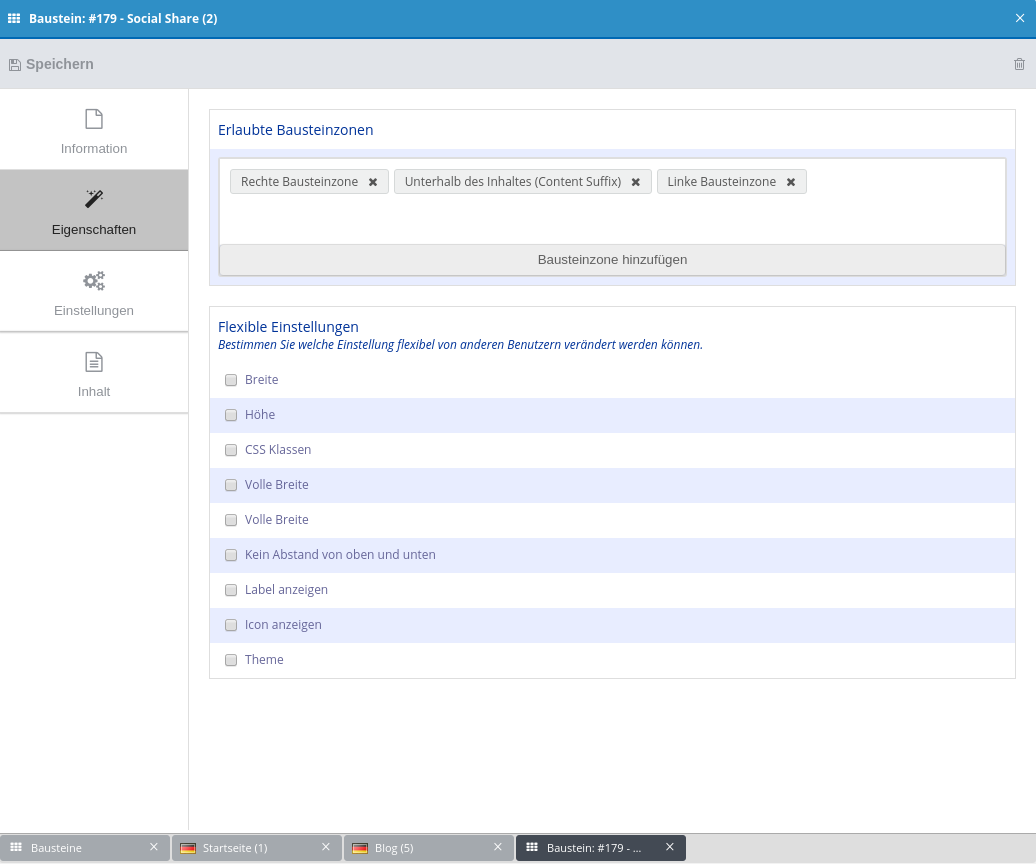 Baustein: #179 - Social Share (2)
Speichern
Information
Eigenschaften
Einstellungen
Inhalt
Erlaubte Bausteinzonen
Rechte Bausteinzone
Unterhalb des Inhaltes (Content Suffix)
Linke Bausteinzone
Bausteinzone hinzufügen
Flexible Einstellungen
Bestimmen Sie welche Einstellung flexibel von anderen Benutzern verändert werden können.
Breite
Höhe
CSS Klassen
Volle Breite
Volle Breite
Kein Abstand von oben und unten
Label anzeigen
Icon anzeigen
Theme
Bausteine
Startseite (1)
Blog (5)
Baustein: #179 - ...